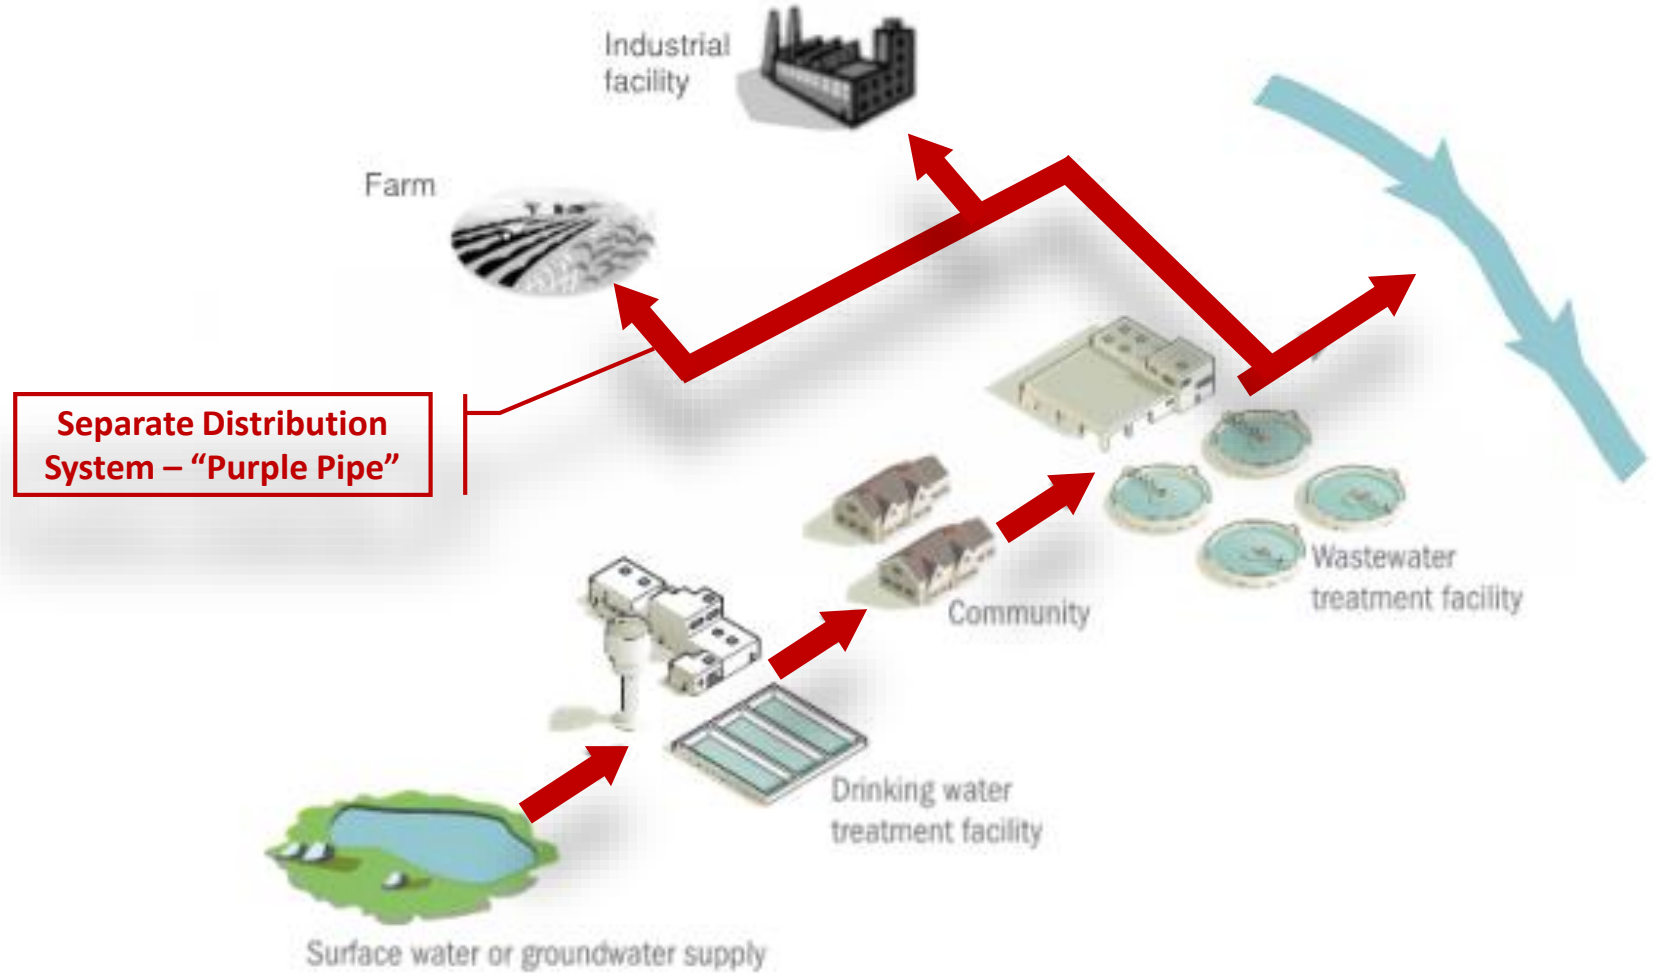 Industrial
facility
Farm
Separate Distribution
System – “Purple Pipe”
Wastewater
treatment facility
Community
Drinking water
treatment facility
Surface water or groundwater supply